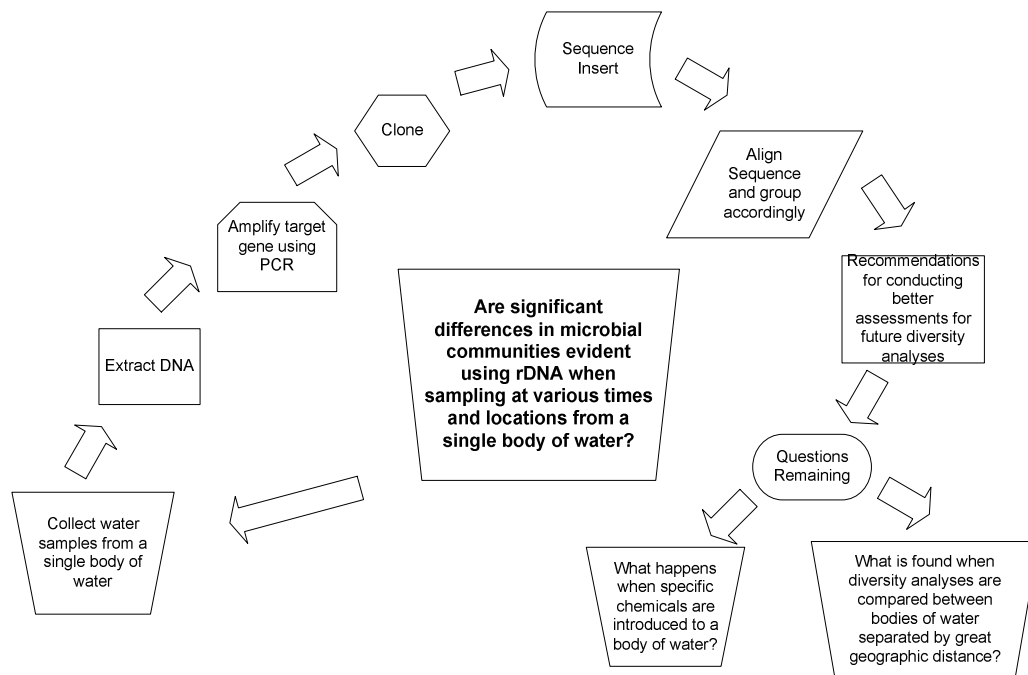 Are significant
differences in microbial
communities evident
using rDNA when
sampling at various times
and locations from a
single body of water?
Collect water
samples from a
single body of
water
Extract DNA
Amplify target
gene using
PCR
Clone
Sequence
Insert
Align
Sequence
and group
accordingly
Recommendations
for conducting
better
assessments for
future diversity
analyses
Questions
Remaining
What happens
when specific
chemicals are
introduced to a
body of water?
What is found when
diversity analyses are
compared between
bodies of water
separated by great
geographic distance?